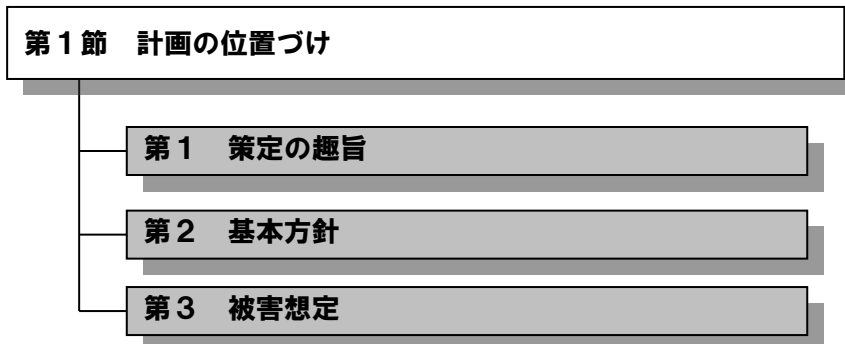 第１節　計画の位置づけ
第１　策定の趣旨
第２　基本方針
第３　被害想定